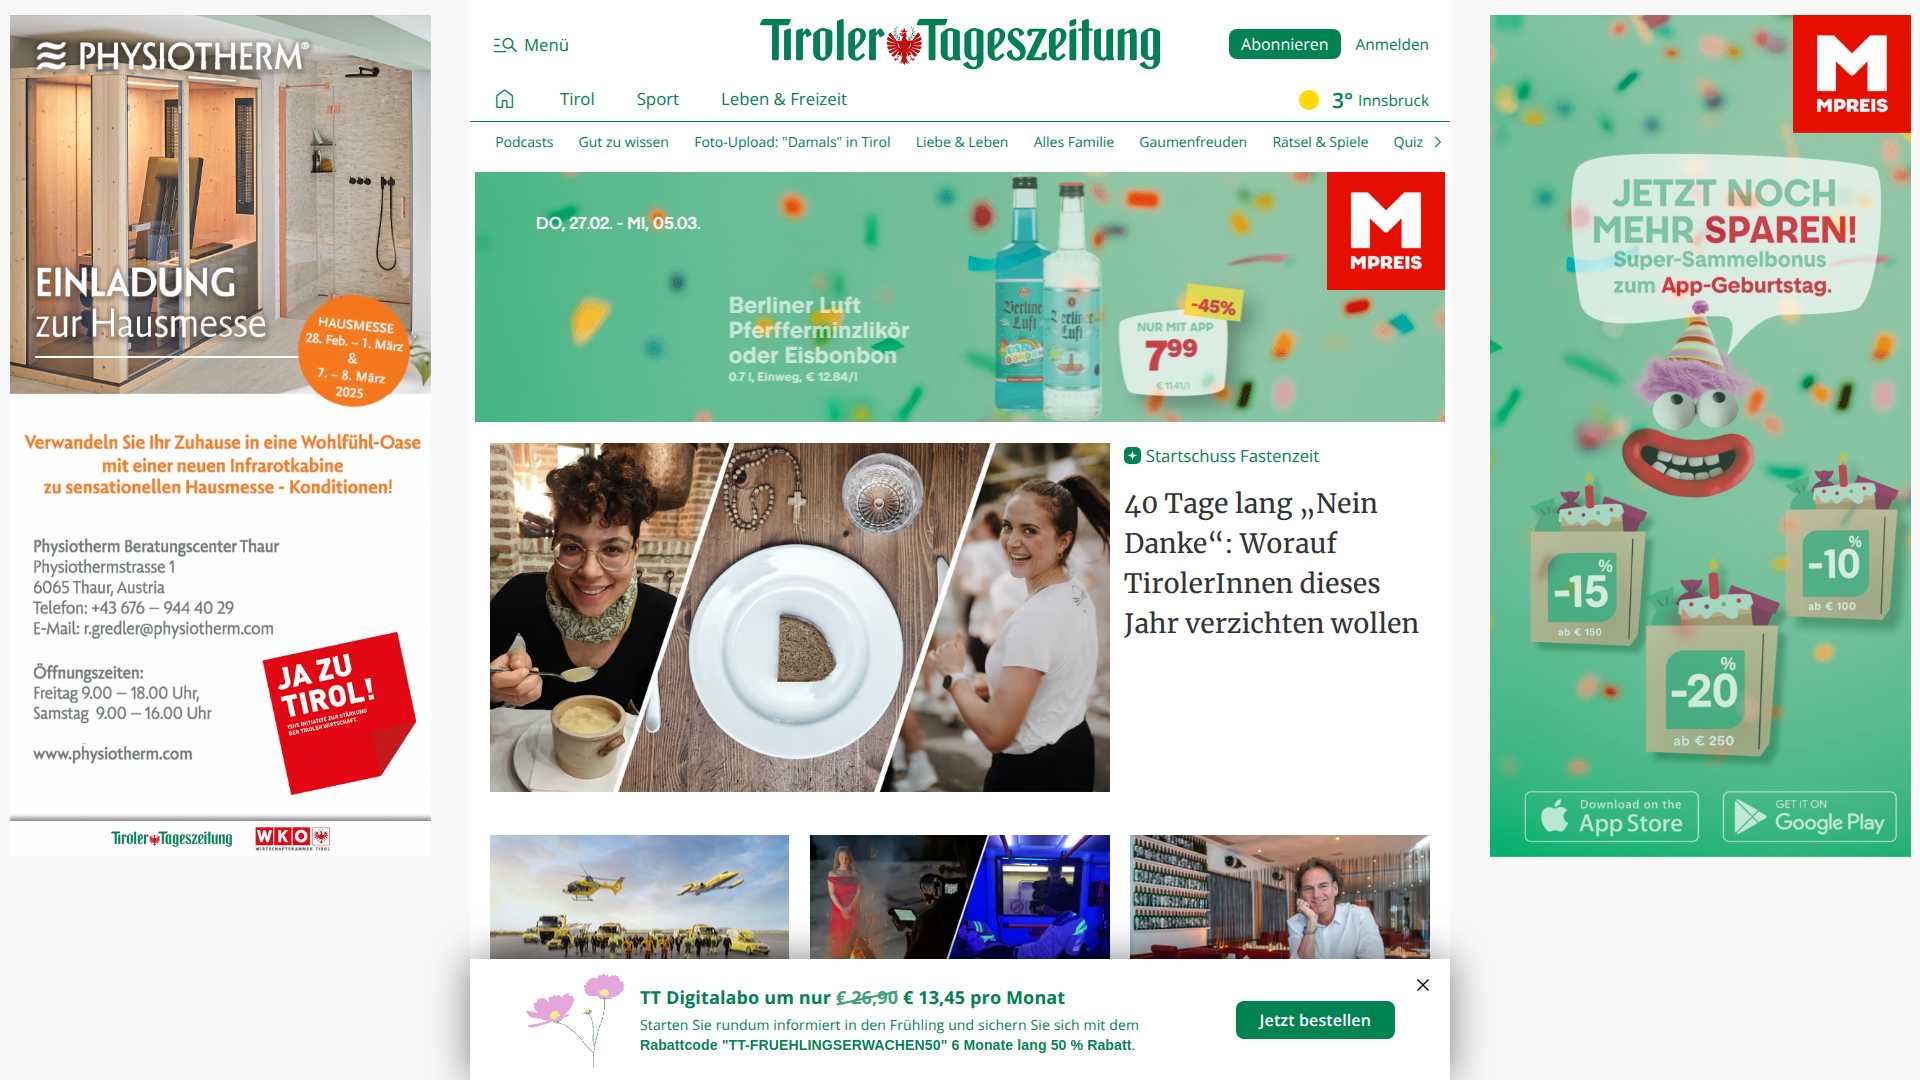 PHYSIOTHERM®
EINLADUNG
zur Hausmesse
HAUSMESSE
28. Feb. – 1. März
&
7. – 8. März
2025
Verwandeln Sie Ihr Zuhause in eine Wohlfühl-Oase
mit einer neuen Infrarotkabine
zu sensationellen Hausmesse - Konditionen!
Physiotherm Beratungscenter Thaur
Physiothermstrasse 1
6065 Thaur, Austria
Telefon: +43 676 – 944 40 29
E-Mail: r.gredler@physiotherm.com
Öffnungszeiten:
Freitag 9.00 – 18.00 Uhr,
Samstag 9.00 – 16.00 Uhr
www.physiotherm.com
JA ZU
TIROL!
EINE INITIATIVE ZUR STÄRKUNG
DER TIROLER WIRTSCHAFT.
Tiroler Tageszeitung
WKO
WIRTSCHAFTSKAMMER TIROL
Menü
Tiroler Tageszeitung
Abonnieren
Anmelden
Tirol
Sport
Leben & Freizeit
3° Innsbruck
Podcasts
Gut zu wissen
Foto-Upload: "Damals" in Tirol
Liebe & Leben
Alles Familie
Gaumenfreuden
Rätsel & Spiele
Quiz
DO, 27.02. - MI, 05.03.
Berliner Luft
Pferfferminzlikör
oder Eisbonbon
0.7 l, Einweg, € 12.84/l
Berliner
Luft
Berliner
Luft
-45%
NUR MIT APP
799
€ 11.41/l
MPREIS
Startschuss Fastenzeit
40 Tage lang „Nein
Danke“: Worauf
TirolerInnen dieses
Jahr verzichten wollen
TT Digitalabo um nur € 26,90 € 13,45 pro Monat
Starten Sie rundum informiert in den Frühling und sichern Sie sich mit dem
Rabattcode "TT-FRUEHLINGSERWACHEN50" 6 Monate lang 50 % Rabatt.
Jetzt bestellen
MPREIS
JETZT NOCH
MEHR SPAREN!
Super-Sammelbonus
zum App-Geburtstag.
-10%
ab € 100
-15%
ab € 150
-20%
ab € 250
Download on the
App Store
GET IT ON
Google Play